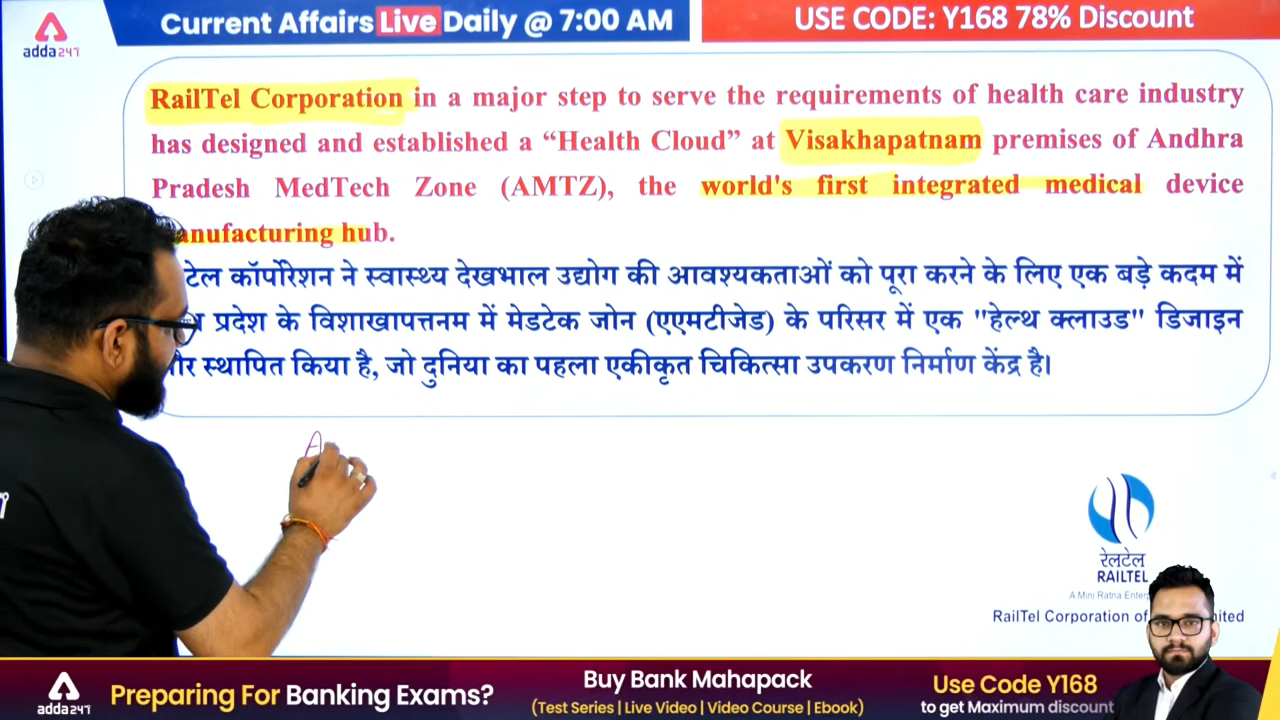 adda247
Current Affairs Live Daily @ 7:00 AM
USE CODE: Y168 78% Discount
RailTel Corporation in a major step to serve the requirements of health care industry
has designed and established a “Health Cloud” at Visakhapatnam premises of Andhra
Pradesh MedTech Zone (AMTZ), the world's first integrated medical device
anufacturing hub.
टेल कॉर्पोरेशन ने स्वास्थ्य देखभाल उद्योग की आवश्यकताओं को पूरा करने के लिए एक बड़े कदम में
प्रदेश के विशाखापत्तनम में मेडटेक जोन (एएमटीजेड) के परिसर में एक "हेल्थ क्लाउड" डिजाइन
र स्थापित किया है, जो दुनिया का पहला एकीकृत चिकित्सा उपकरण निर्माण केंद्र है।
A
रेलटेल
RAILTEL
A Mini Ratna Enterp
RailTel Corporation of ited
adda247
Preparing For Banking Exams?
Buy Bank Mahapack
(Test Series | Live Video | Video Course | Ebook)
Use Code Y168
to get Maximum discount